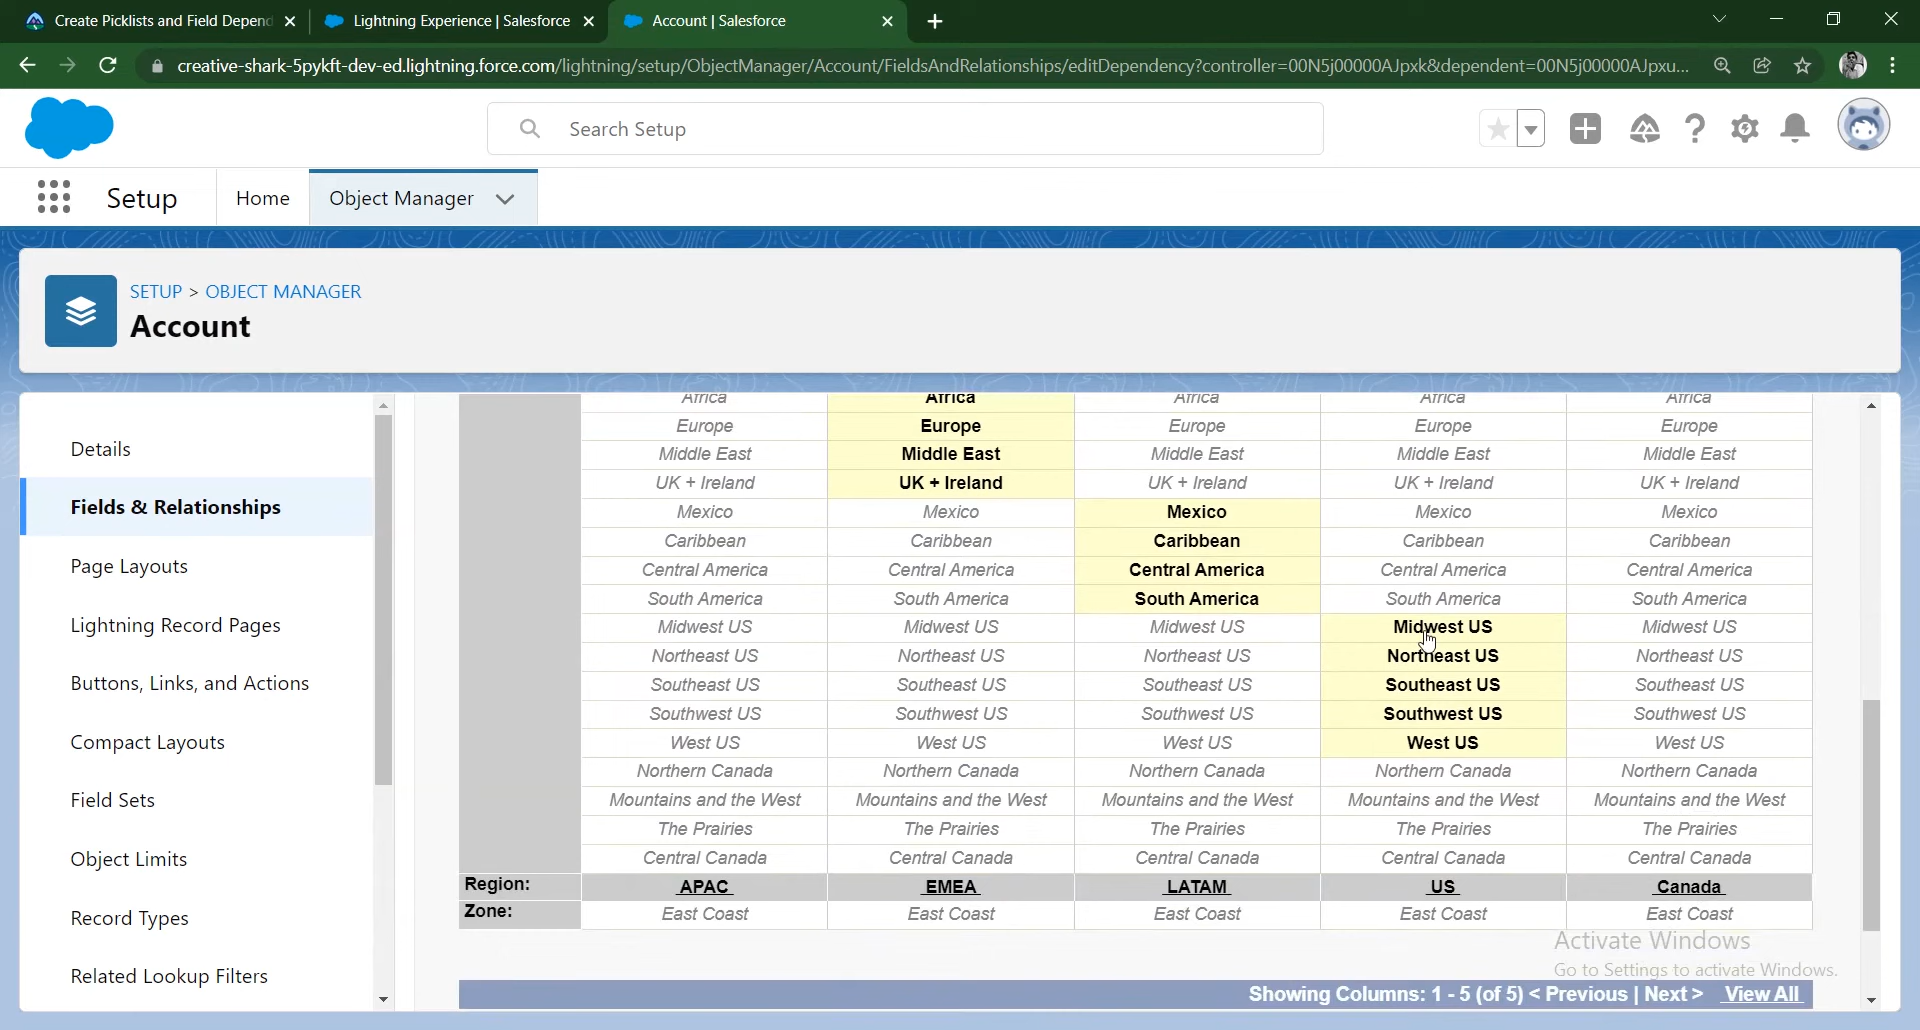 Create Picklists and Field Depend
Lightning Experience | Salesforce
Account | Salesforce
creative-shark-5pykft-dev-ed.lightning.force.com/lightning/setup/ObjectManager/Account/FieldsAndRelationships/editDependency?controller=00N5j00000AJpxk&dependent=00N5j00000AJpxu...
Search Setup
Setup
Home
Object Manager
SETUP > OBJECT MANAGER
Account
Details
Fields & Relationships
Page Layouts
Lightning Record Pages
Buttons, Links, and Actions
Compact Layouts
Field Sets
Object Limits
Record Types
Related Lookup Filters
Africa Africa Africa Africa Africa
Europe Europe Europe Europe Europe
Middle East Middle East Middle East Middle East Middle East
UK + Ireland UK + Ireland UK + Ireland UK + Ireland UK + Ireland
Mexico Mexico Mexico Mexico Mexico
Caribbean Caribbean Caribbean Caribbean Caribbean
Central America Central America Central America Central America Central America
South America South America South America South America South America
Midwest US Midwest US Midwest US Midwest US Midwest US
Northeast US Northeast US Northeast US Northeast US Northeast US
Southeast US Southeast US Southeast US Southeast US Southeast US
Southwest US Southwest US Southwest US Southwest US Southwest US
West US West US West US West US West US
Northern Canada Northern Canada Northern Canada Northern Canada Northern Canada
Mountains and the West Mountains and the West Mountains and the West Mountains and the West Mountains and the West
The Prairies The Prairies The Prairies The Prairies The Prairies
Central Canada Central Canada Central Canada Central Canada Central Canada
Region: APAC EMEA LATAM US Canada
Zone: East Coast East Coast East Coast East Coast East Coast
Activate Windows
Go to Settings to activate Windows.
Showing Columns: 1 - 5 (of 5) < Previous | Next > View All